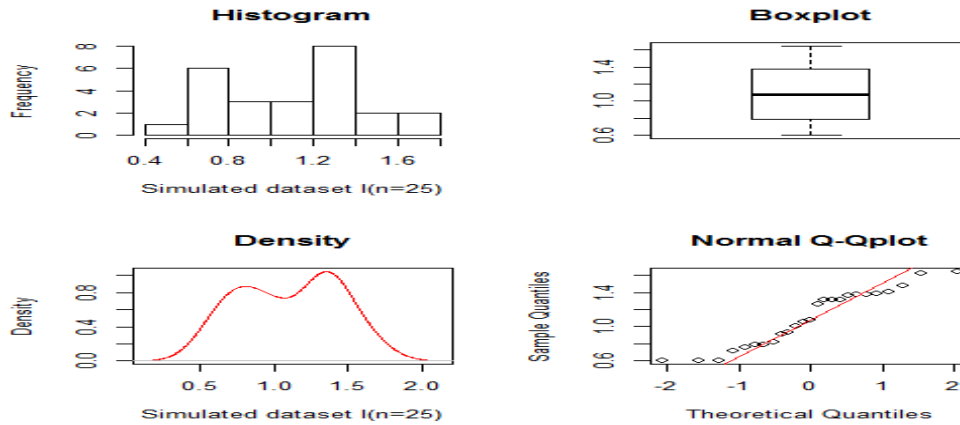 Histogram
Frequency
0 2 4 6 8
0.4 0.8 1.2 1.6
Simulated dataset I(n=25)
Boxplot
0.6 1.0 1.4
Density
Density
0.0 0.4 0.8
0.5 1.0 1.5 2.0
Simulated dataset I(n=25)
Normal Q-Qplot
Sample Quantiles
0.6 1.0 1.4
-2 -1 0 1 2
Theoretical Quantiles